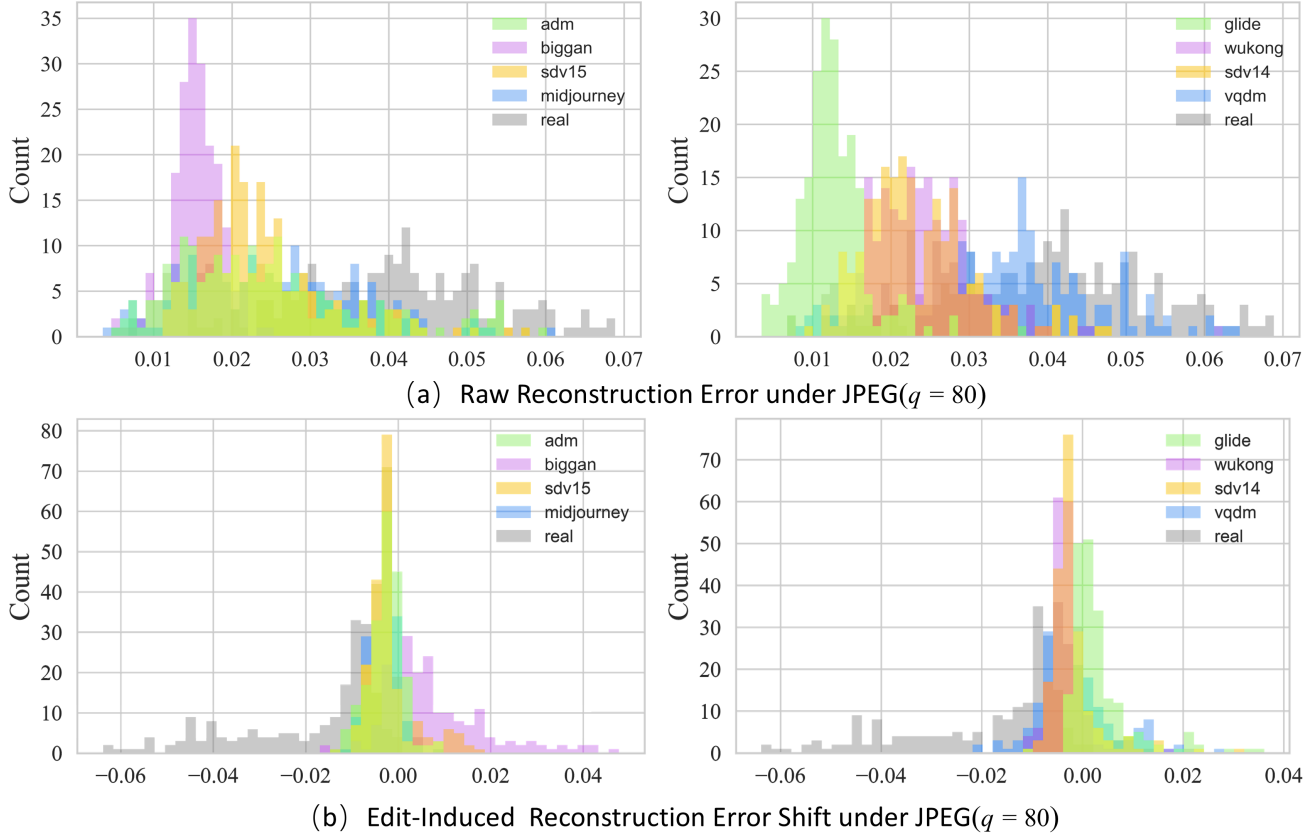 35
30
25
20
15
10
5
0
Count
adm
biggan
sdv15
midjourney
real
0.01 0.02 0.03 0.04 0.05 0.06 0.07
30
25
20
15
10
5
0
Count
glide
wukong
sdv14
vqdm
real
0.01 0.02 0.03 0.04 0.05 0.06 0.07
（a）Raw Reconstruction Error under JPEG(q = 80)
80
70
60
50
40
30
20
10
0
Count
adm
biggan
sdv15
midjourney
real
−0.06 −0.04 −0.02 0.00 0.02 0.04
70
60
50
40
30
20
10
0
Count
glide
wukong
sdv14
vqdm
real
−0.06 −0.04 −0.02 0.00 0.02 0.04
（b）Edit-Induced Reconstruction Error Shift under JPEG(q = 80)